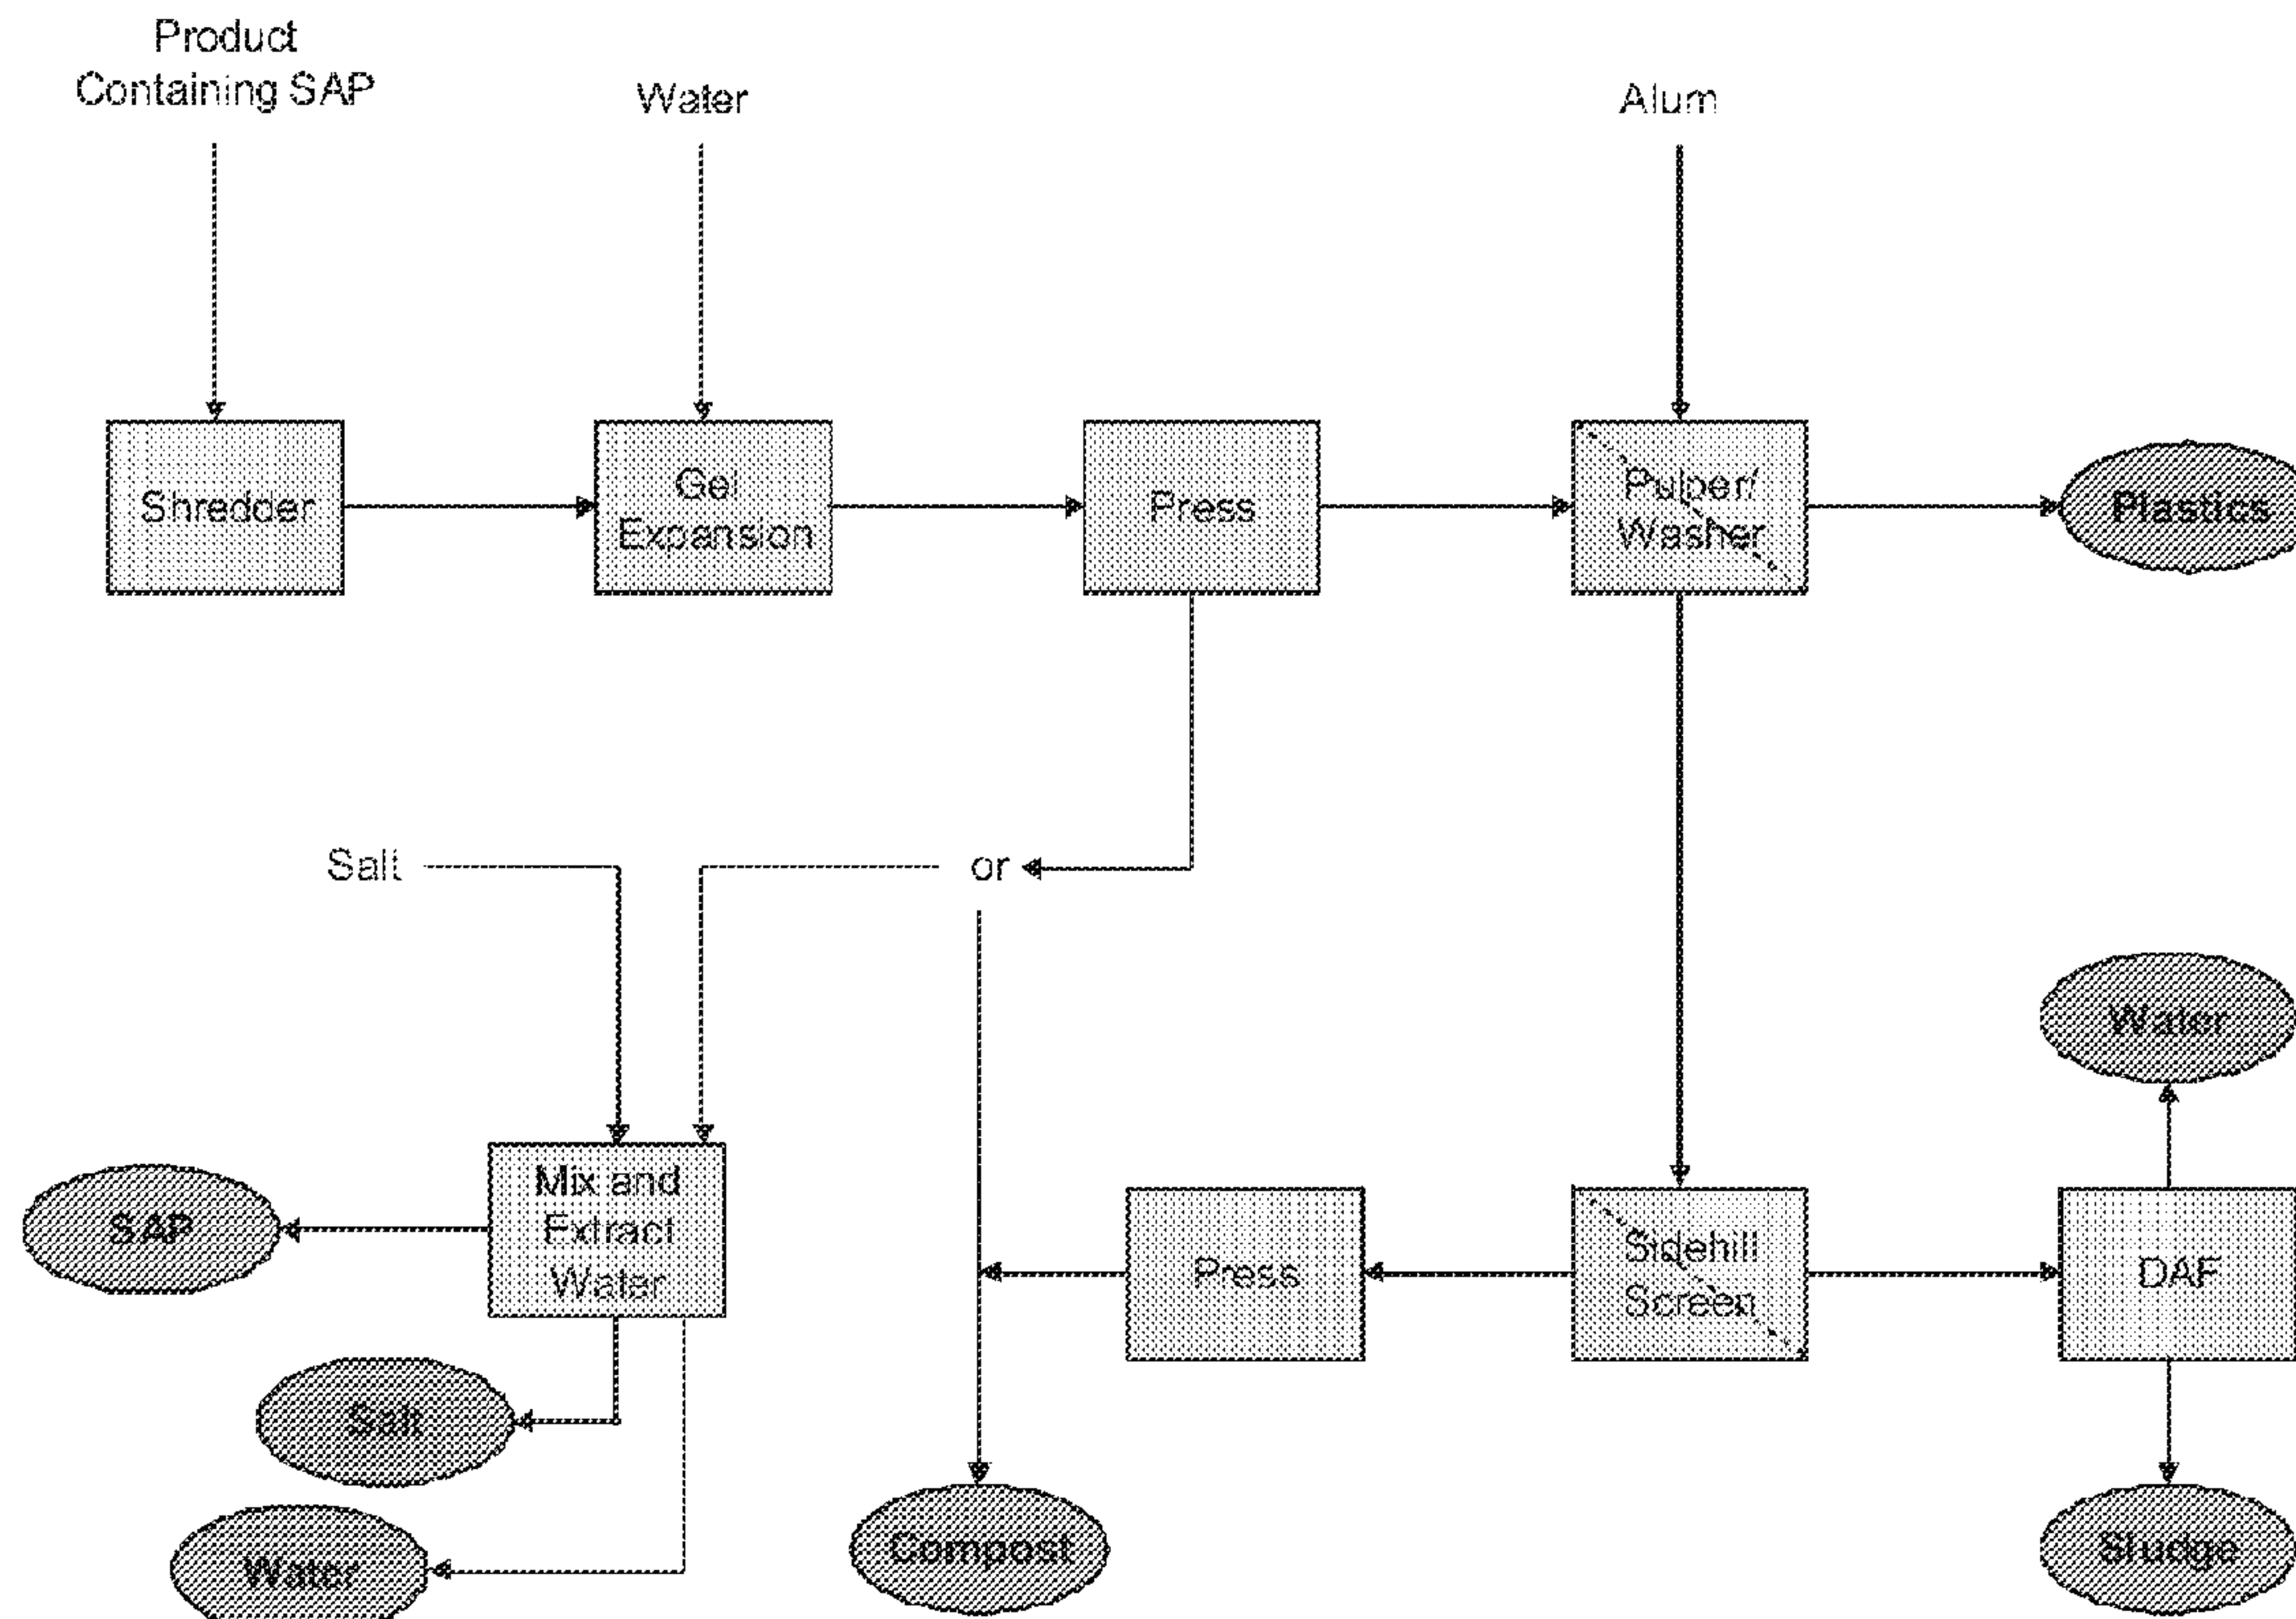 Product
Containing SAP
Water
Alum
Shredder
Gel
Expansion
Press
Pulper/
Washer
Plastics
Salt
or
Water
Mix and
Extract
Water
SAP
Press
Sidehill
Screen
DAF
Salt
Water
Compost
Sludge